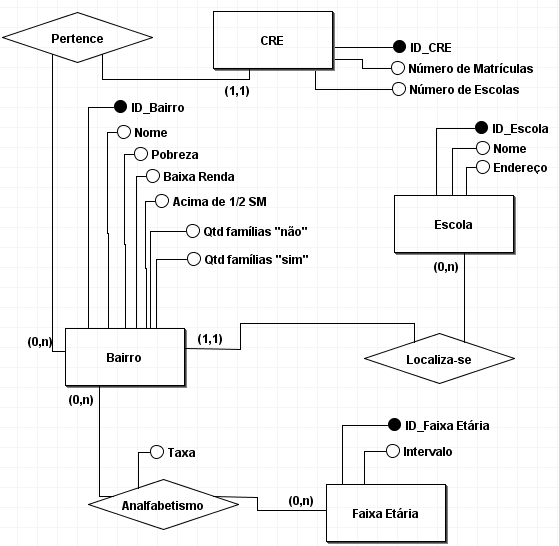 Pertence
CRE
ID_CRE
Número de Matrículas
Número de Escolas
(1,1)
ID_Bairro
Nome
Pobreza
Baixa Renda
Acima de 1/2 SM
Qtd famílias "não"
Qtd famílias "sim"
ID_Escola
Nome
Endereço
Escola
(0,n)
(0,n)
Bairro
(1,1)
Localiza-se
(0,n)
Taxa
Analfabetismo
(0,n)
ID_Faixa Etária
Intervalo
Faixa Etária